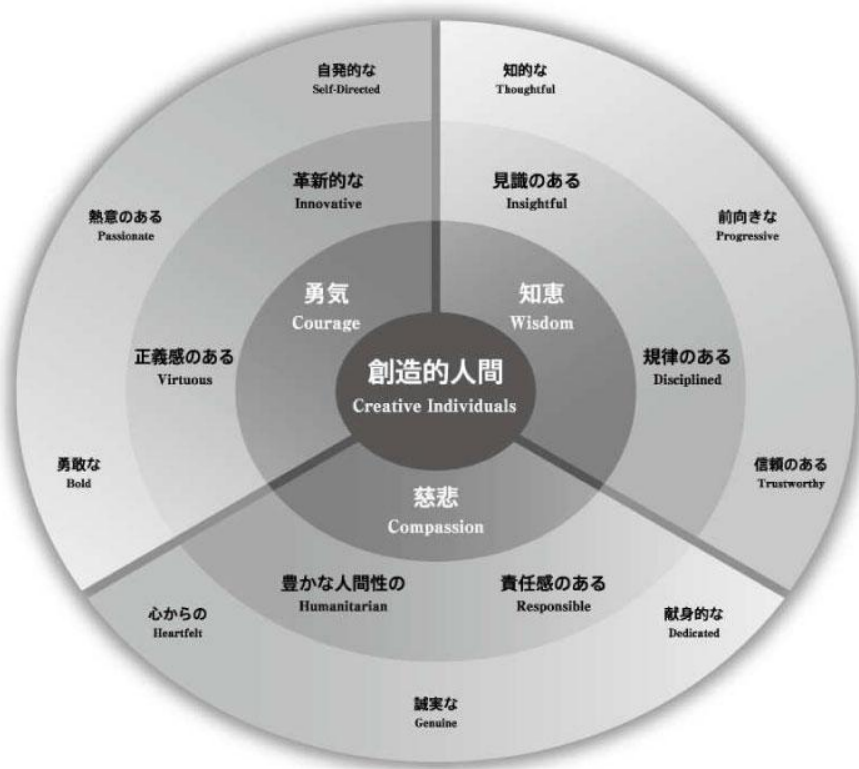 自発的な
Self-Directed
知的な
Thoughtful
革新的な
Innovative
見識のある
Insightful
熱意のある
Passionate
前向きな
Progressive
勇気
Courage
知恵
Wisdom
正義感のある
Virtuous
創造的人間
Creative Individuals
規律のある
Disciplined
勇敢な
Bold
信頼のある
Trustworthy
慈悲
Compassion
豊かな人間性の
Humanitarian
責任感のある
Responsible
心からの
Heartfelt
献身的な
Dedicated
誠実な
Genuine